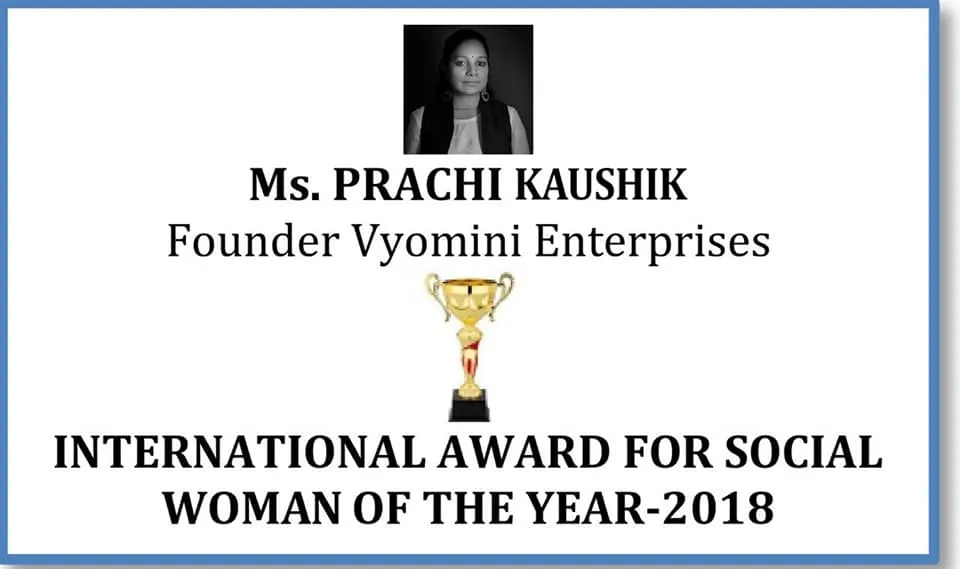 Ms. PRACHI KAUSHIK
Founder Vyomini Enterprises
INTERNATIONAL AWARD FOR SOCIAL
WOMAN OF THE YEAR-2018